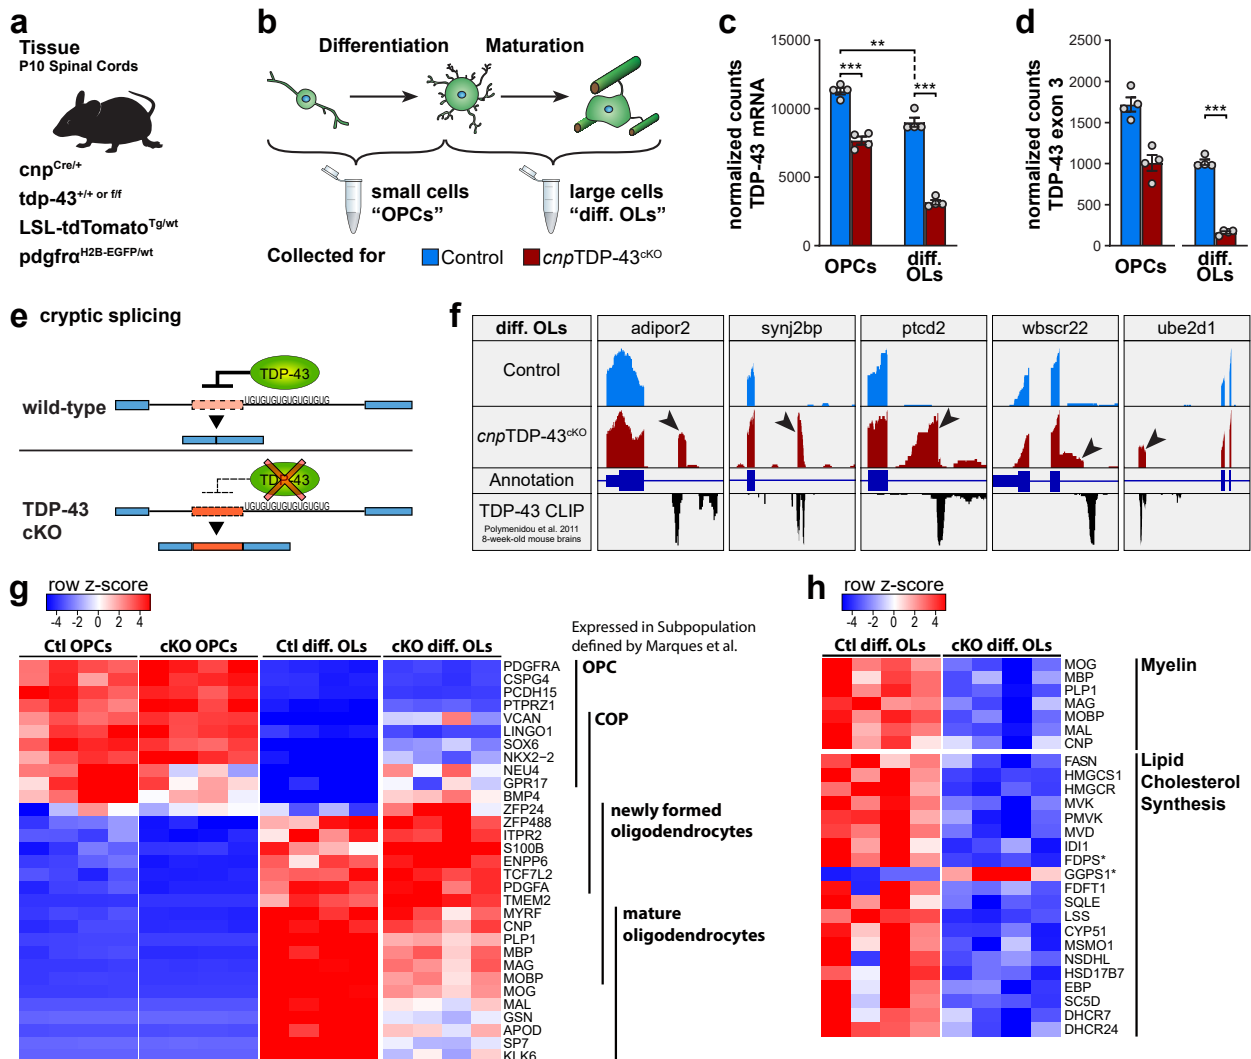 a
Tissue
P10 Spinal Cords
cnpCre/+
tdp-43+/+ or f/f
LSL-tdTomatoTg/wt
pdgfrαH2B-EGFP/wt
b
Differentiation
Maturation
small cells
“OPCs”
large cells
“diff. OLs”
Collected for
Control
cnpTDP-43cKO
c
normalized counts
TDP-43 mRNA
15000
10000
5000
0
**
***
***
OPCs
diff.
OLs
d
normalized counts
TDP-43 exon 3
2500
2000
1500
1000
500
0
***
OPCs
diff.
OLs
e cryptic splicing
TDP-43
wild-type
UGUGUGUGUGUGUGUG
TDP-43
TDP-43
cKO
UGUGUGUGUGUGUGUG
f
diff. OLs
adipor2
synj2bp
ptcd2
wbscr22
ube2d1
Control
cnpTDP-43cKO
Annotation
TDP-43 CLIP
Polymenidou et al. 2011
8-week-old mouse brains
g
row z-score
-4 -2 0 2 4
Ctl OPCs
cKO OPCs
Ctl diff. OLs
cKO diff. OLs
Expressed in Subpopulation
defined by Marques et al.
PDGFRA
CSPG4
PCDH15
PTPRZ1
VCAN
LINGO1
SOX6
NKX2-2
NEU4
GPR17
BMP4
ZFP24
ZFP488
ITPR2
S100B
ENPP6
TCF7L2
PDGFA
TMEM2
MYRF
CNP
PLP1
MBP
MAG
MOBP
MOG
MAL
GSN
APOD
SP7
KLK6
OPC
COP
newly formed
oligodendrocytes
mature
oligodendrocytes
h
row z-score
-4 -2 0 2 4
Ctl diff. OLs
cKO diff. OLs
MOG
MBP
PLP1
MAG
MOBP
MAL
CNP
Myelin
FASN
HMGCS1
HMGCR
MVK
PMVK
MVD
IDI1
FDPS*
GGPS1*
FDFT1
SQLE
LSS
CYP51
MSMO1
NSDHL
HSD17B7
EBP
SC5D
DHCR7
DHCR24
Lipid
Cholesterol
Synthesis